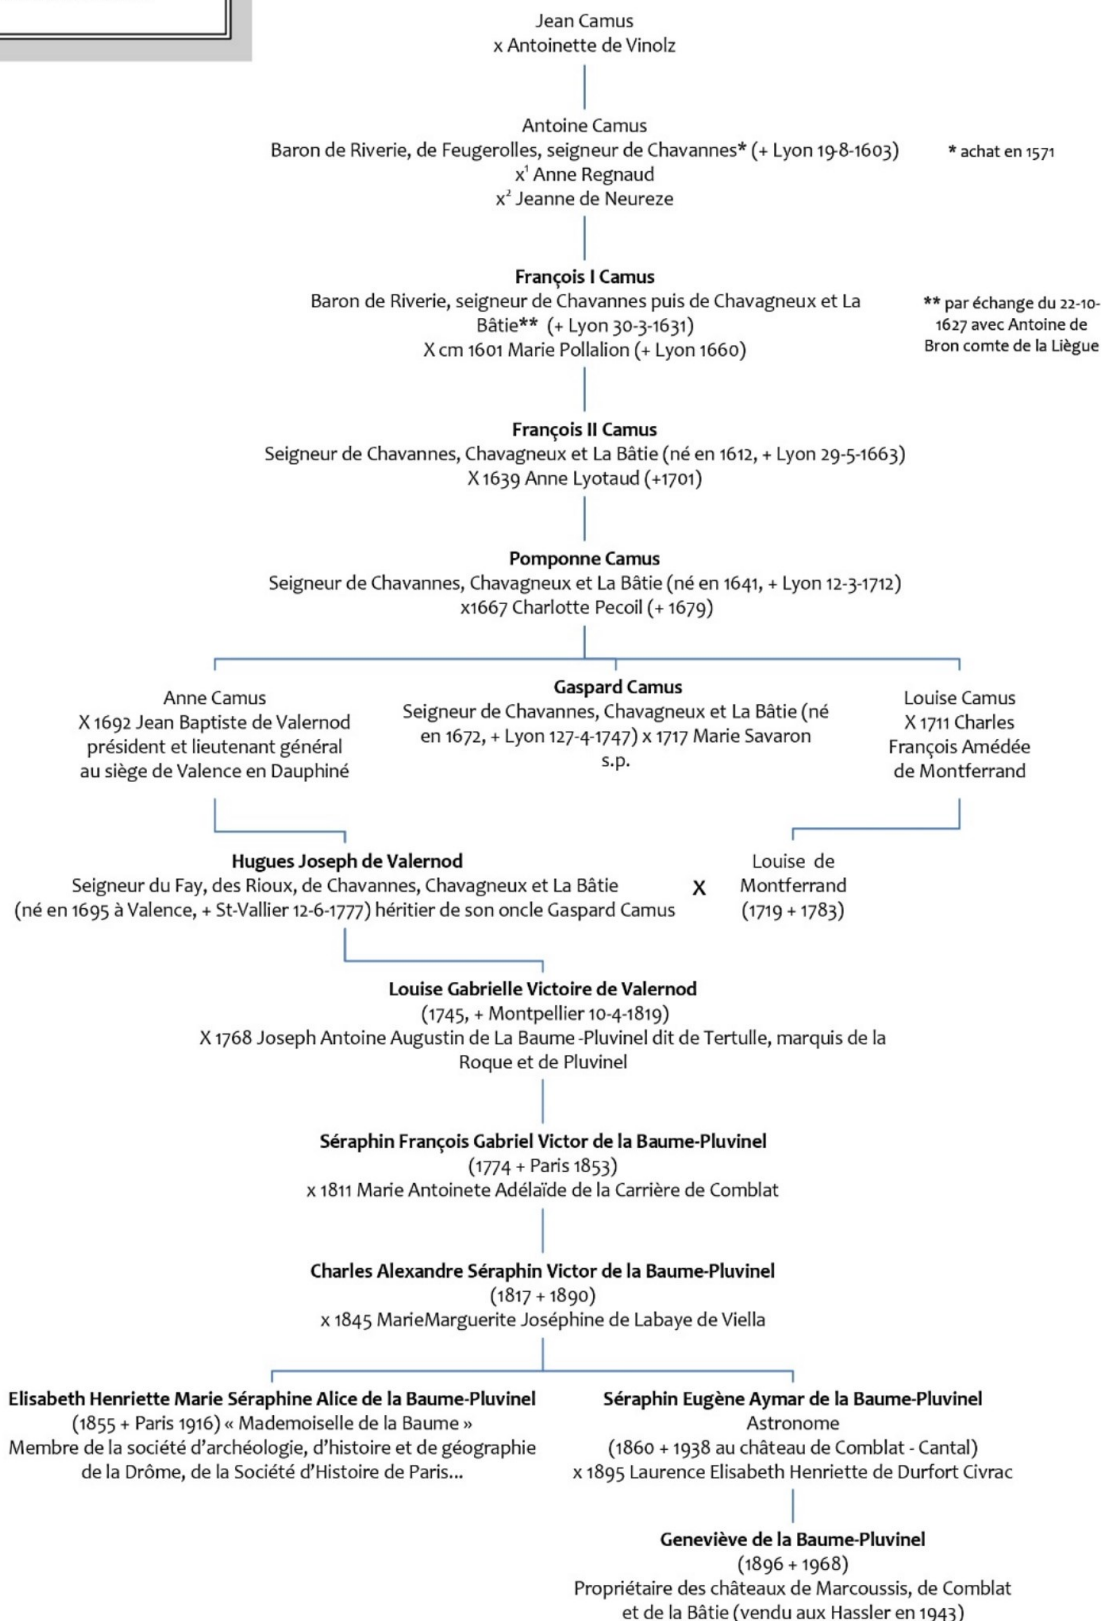 Jean Camus
x Antoinette de Vinolz
Antoine Camus
Baron de Riverie, de Feugerolles, seigneur de Chavannes* (+ Lyon 19-8-1603)
* achat en 1571
x¹ Anne Regnaud
x² Jeanne de Neureze
François I Camus
Baron de Riverie, seigneur de Chavannes puis de Chavagneux et La
Bâtie** (+ Lyon 30-3-1631)
X cm 1601 Marie Pollalion (+ Lyon 1660)
** par échange du 22-10-
1627 avec Antoine de
Bron comte de la Liègue
François II Camus
Seigneur de Chavannes, Chavagneux et La Bâtie (né en 1612, + Lyon 29-5-1663)
X 1639 Anne Lyotaud (+1701)
Pomponne Camus
Seigneur de Chavannes, Chavagneux et La Bâtie (né en 1641, + Lyon 12-3-1712)
x1667 Charlotte Pecoil (+ 1679)
Anne Camus
X 1692 Jean Baptiste de Valernod
président et lieutenant général
au siège de Valence en Dauphiné
Gaspard Camus
Seigneur de Chavannes, Chavagneux et La Bâtie (né
en 1672, + Lyon 127-4-1747) x 1717 Marie Savaron
s.p.
Louise Camus
X 1711 Charles
François Amédée
de Montferrand
Hugues Joseph de Valernod
Seigneur du Fay, des Rioux, de Chavannes, Chavagneux et La Bâtie
(né en 1695 à Valence, + St-Vallier 12-6-1777) héritier de son oncle Gaspard Camus
X
Louise de
Montferrand
(1719 + 1783)
Louise Gabrielle Victoire de Valernod
(1745, + Montpellier 10-4-1819)
X 1768 Joseph Antoine Augustin de La Baume -Pluvinel dit de Tertulle, marquis de la
Roque et de Pluvinel
Séraphin François Gabriel Victor de la Baume-Pluvinel
(1774 + Paris 1853)
x 1811 Marie Antoinete Adélaïde de la Carrière de Comblat
Charles Alexandre Séraphin Victor de la Baume-Pluvinel
(1817 + 1890)
x 1845 MarieMarguerite Joséphine de Labaye de Viella
Elisabeth Henriette Marie Séraphine Alice de la Baume-Pluvinel
(1855 + Paris 1916) « Mademoiselle de la Baume »
Membre de la société d'archéologie, d'histoire et de géographie
de la Drôme, de la Société d'Histoire de Paris...
Séraphin Eugène Aymar de la Baume-Pluvinel
Astronome
(1860 + 1938 au château de Comblat - Cantal)
x 1895 Laurence Elisabeth Henriette de Durfort Civrac
Geneviève de la Baume-Pluvinel
(1896 + 1968)
Propriétaire des châteaux de Marcoussis, de Comblat
et de la Bâtie (vendu aux Hassler en 1943)